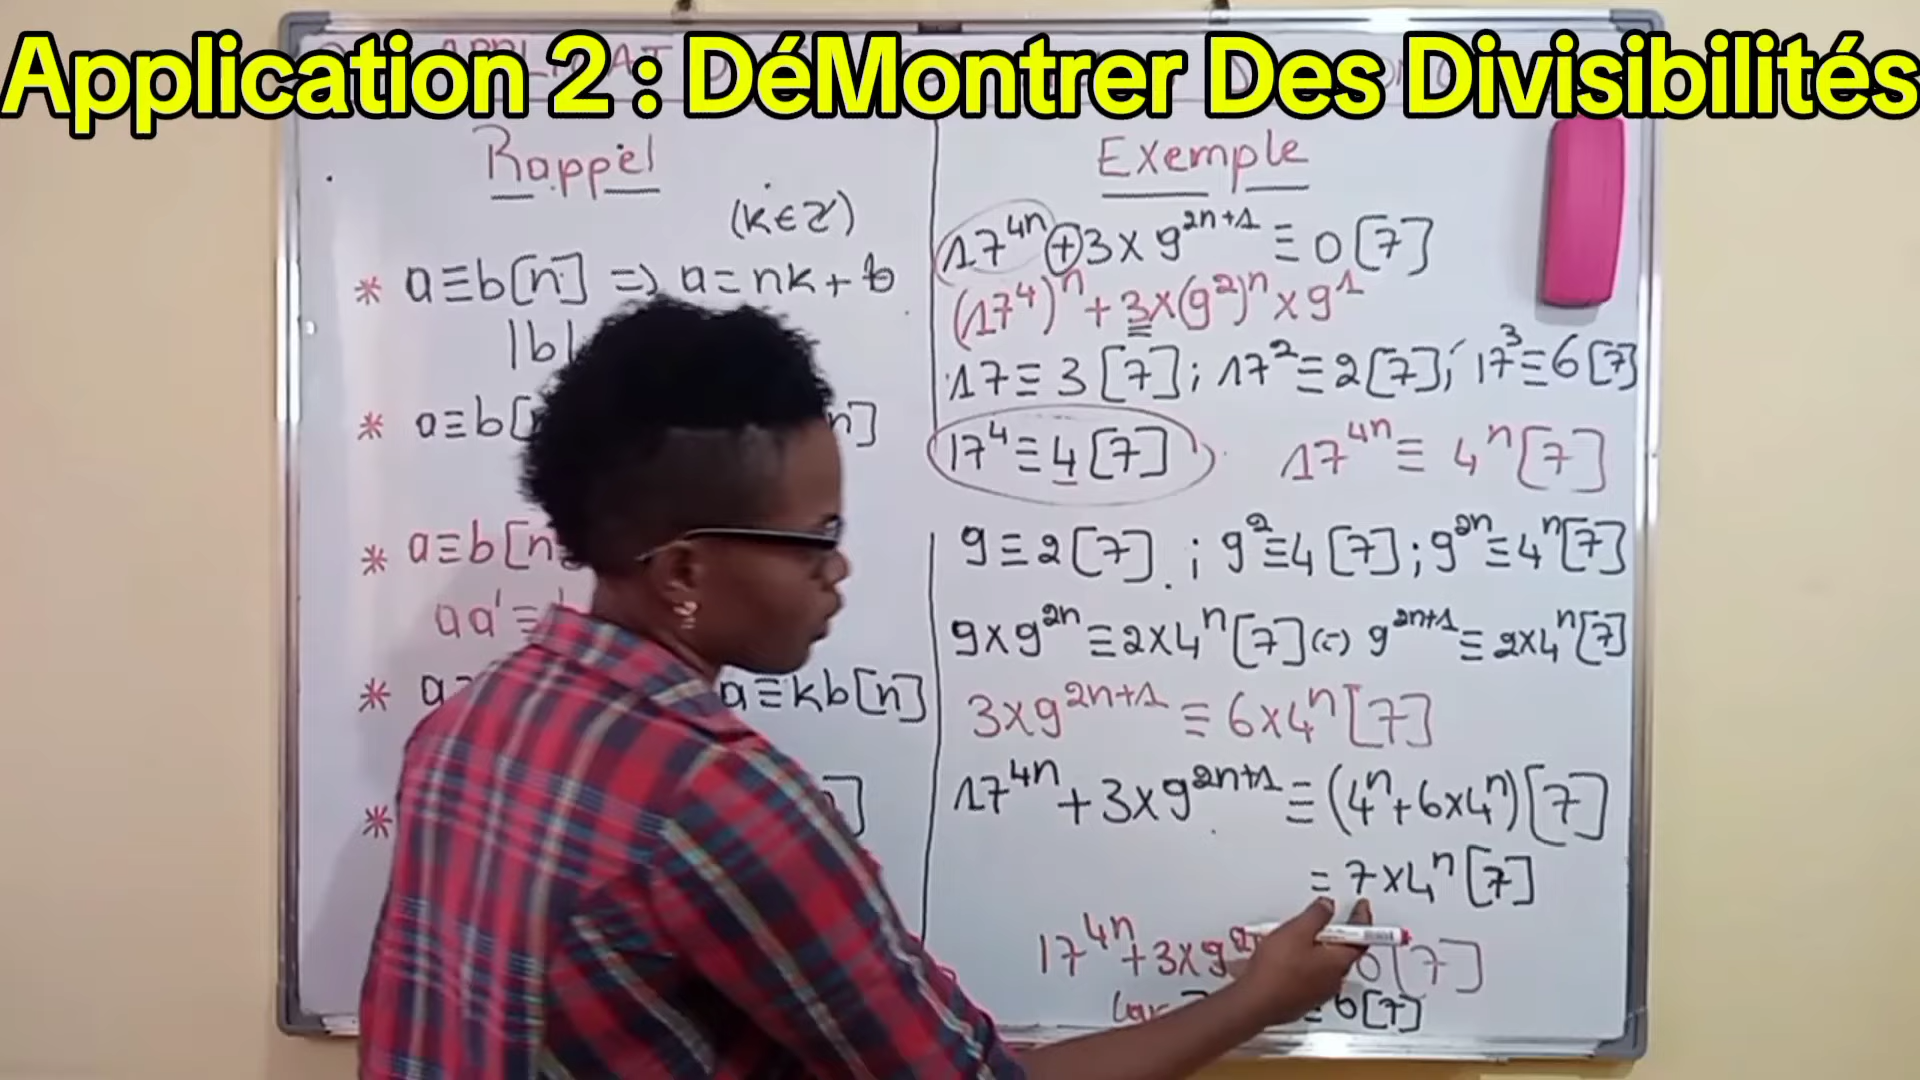 Application 2 : DéMontrer Des Divisibilités
Rappel
(k∈ℤ)
* a≡b[n] => a=nk+b
|b|
* a≡b[ n]
* a≡b[n
aa'≡
* a≡ a≡kb[n]
* ]
Exemple
17^{4n}+3×9^{2n+1}≡0[7]
(17^4)^n+3×(9^2)^n×9^1
17≡3[7]; 17^2≡2[7]; 17^3≡6[7]
17^4≡4[7] 17^{4n}≡4^n[7]
9≡2[7]; 9^2≡4[7]; 9^{2n}≡4^n[7]
9×9^{2n}≡2×4^n[7](=) 9^{2n+1}≡2×4^n[7]
3×9^{2n+1}≡6×4^n[7]
17^{4n}+3×9^{2n+1}≡(4^n+6×4^n)[7]
=7×4^n[7]
17^{4n}+3×9^{2n 0[7]
Car ≡0[7]